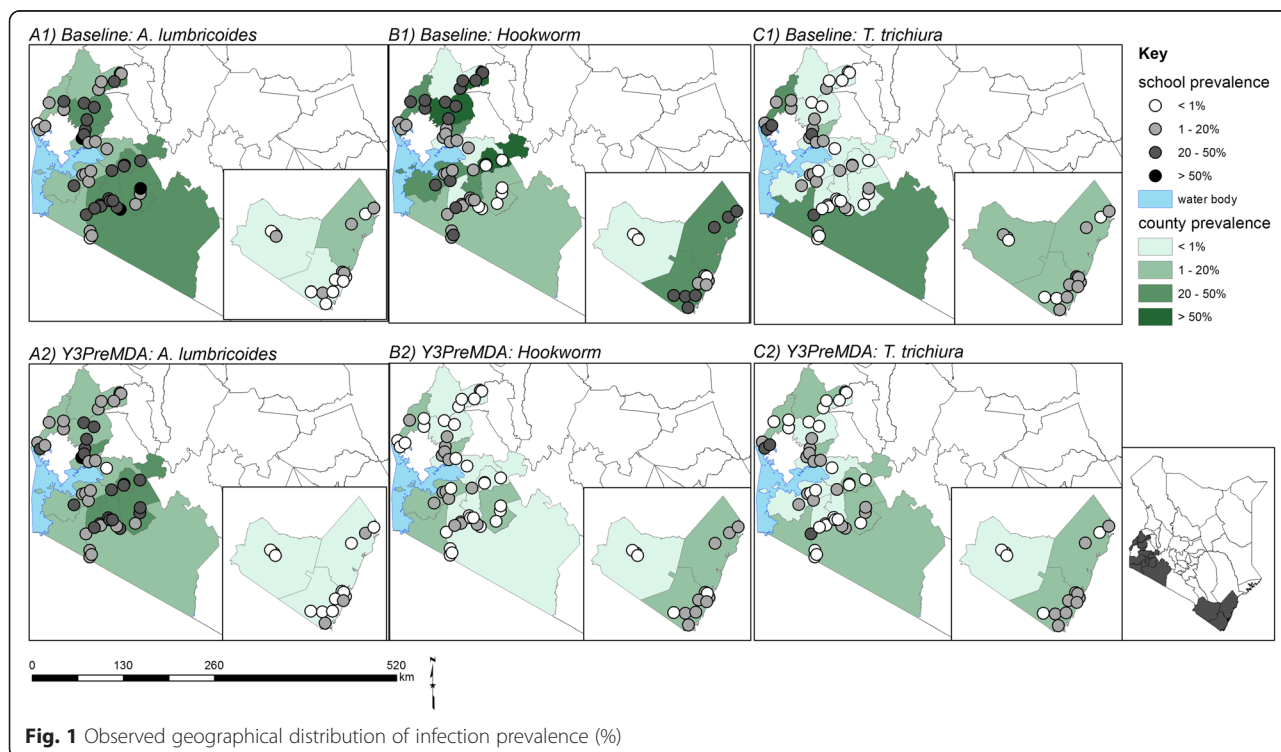 A1) Baseline: A. lumbricoides
B1) Baseline: Hookworm
C1) Baseline: T. trichiura
Key
school prevalence
< 1%
1 - 20%
20 - 50%
> 50%
water body
county prevalence
< 1%
1 - 20%
20 - 50%
> 50%
A2) Y3PreMDA: A. lumbricoides
B2) Y3PreMDA: Hookworm
C2) Y3PreMDA: T. trichiura
0 130 260 520
km
N
Fig. 1 Observed geographical distribution of infection prevalence (%)